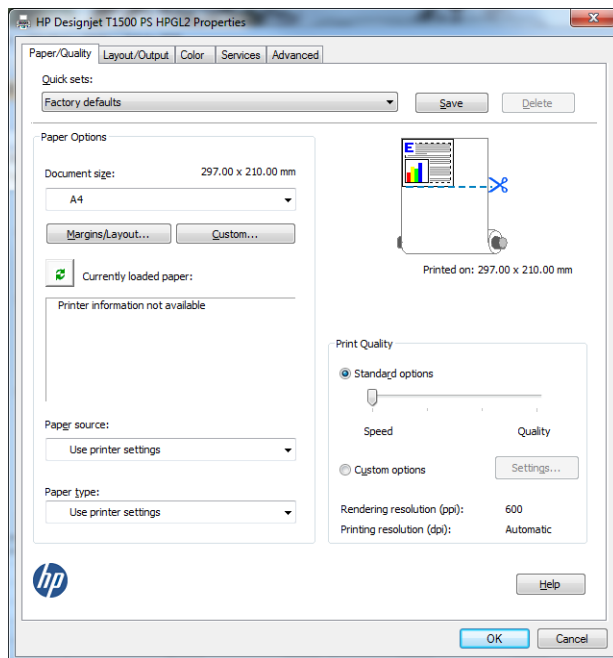 HP Designjet T1500 PS HPGL2 Properties
Paper/Quality Layout/Output Color Services Advanced
Quick sets:
Factory defaults
Save
Delete
Paper Options
Document size:
297.00 x 210.00 mm
A4
Margins/Layout...
Custom...
Currently loaded paper:
Printer information not available
Paper source:
Use printer settings
Paper type:
Use printer settings
E
Printed on: 297.00 x 210.00 mm
Print Quality
Standard options
Speed
Quality
Custom options
Settings...
Rendering resolution (ppi): 600
Printing resolution (dpi): Automatic
hp
Help
OK
Cancel